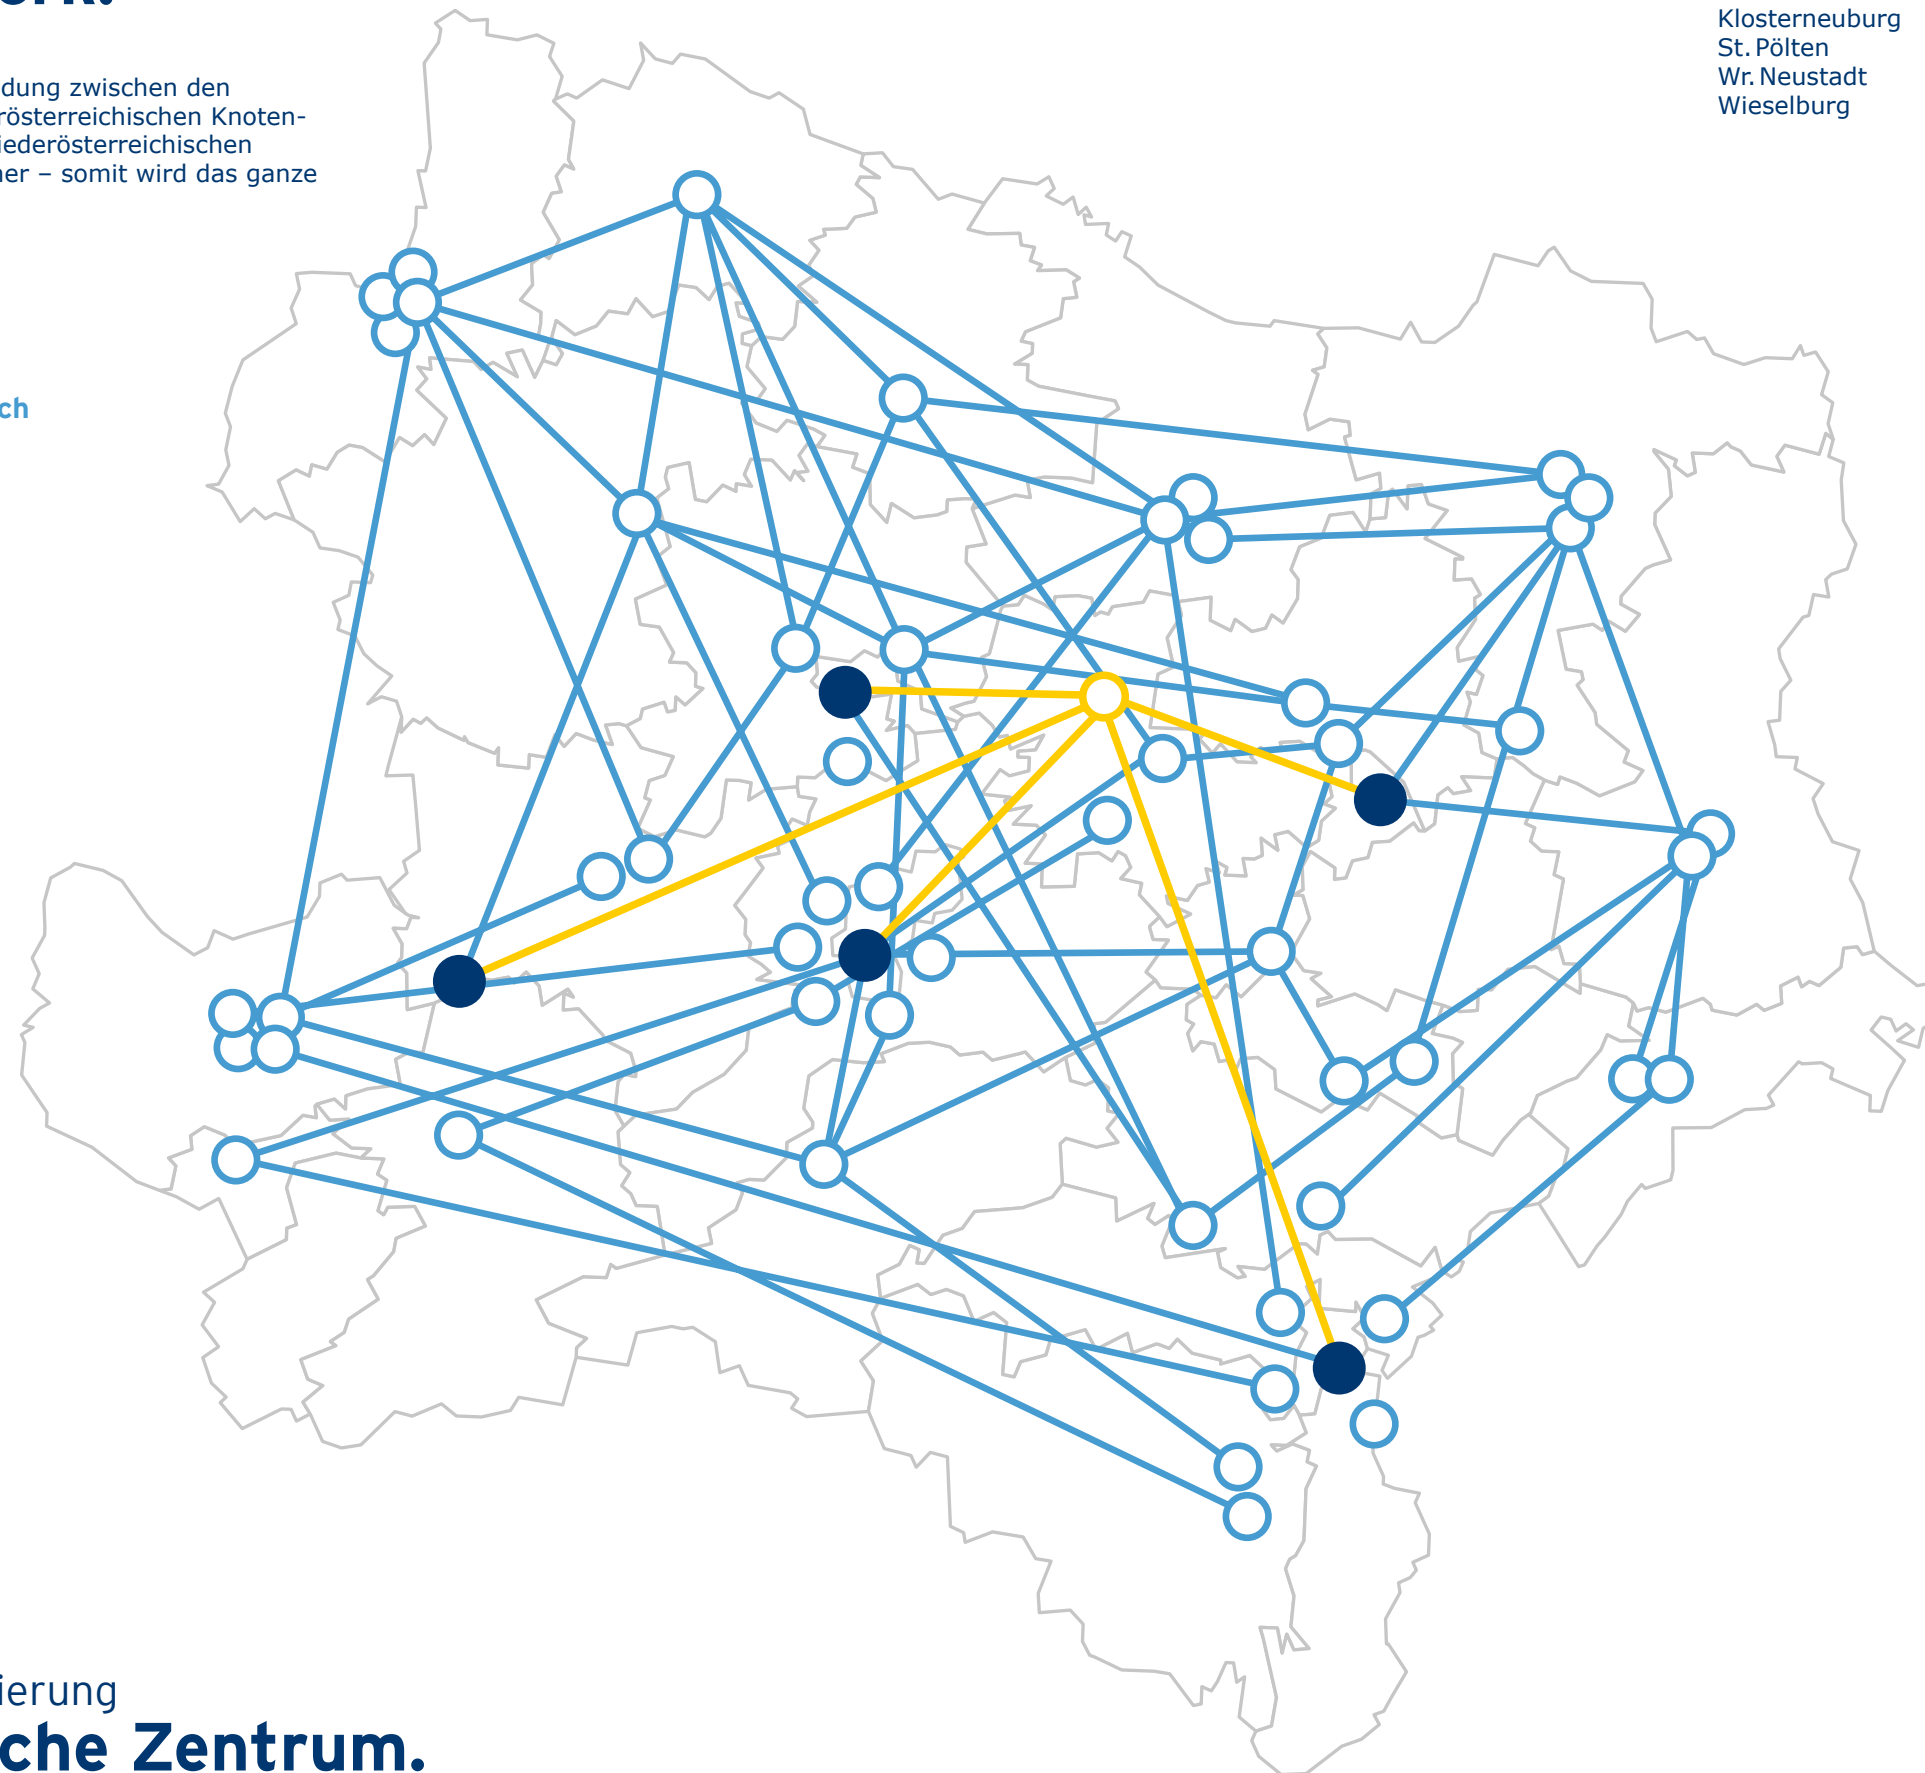 dung zwischen den
rösterreichischen Knoten-
iederösterreichischen
ner – somit wird das ganze
ch
Klosterneuburg
St. Pölten
Wr. Neustadt
Wieselburg
ierung
che Zentrum.